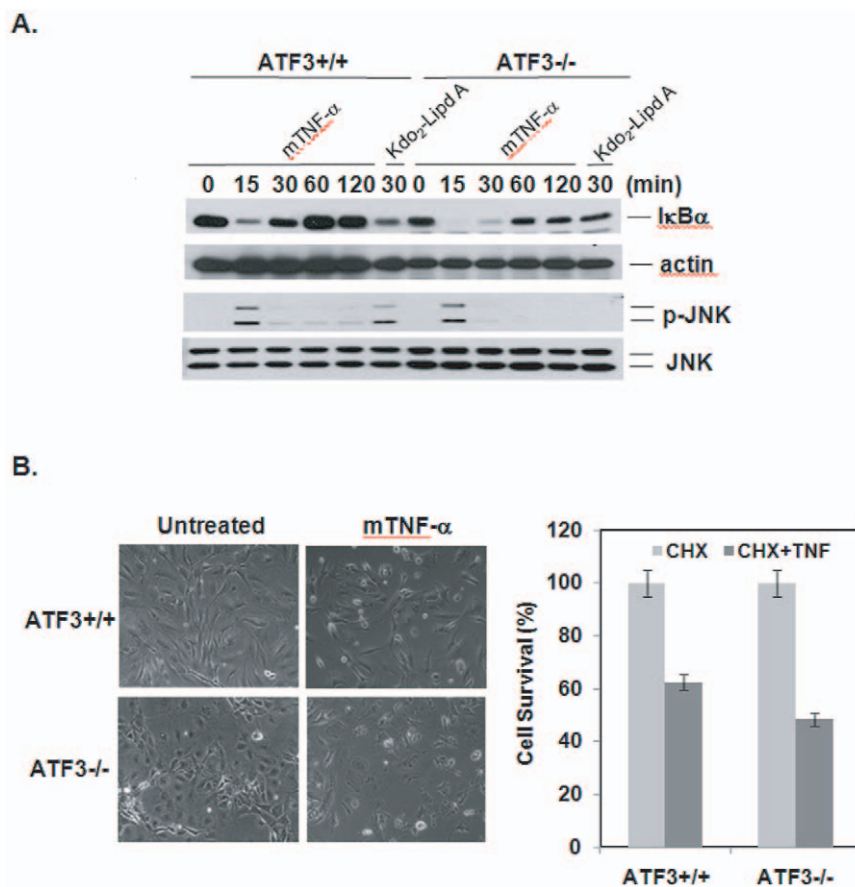 A.
ATF3+/+ ATF3-/-
mTNF-α Kdo₂-Lipd A mTNF-α Kdo₂-Lipd A
0 15 30 60 120 30 0 15 30 60 120 30 (min)
IκBα
actin
p-JNK
JNK
B.
Untreated mTNF-α
ATF3+/+
ATF3-/-
120
100
80
60
40
20
0
Cell Survival (%)
CHX CHX+TNF
ATF3+/+ ATF3-/-